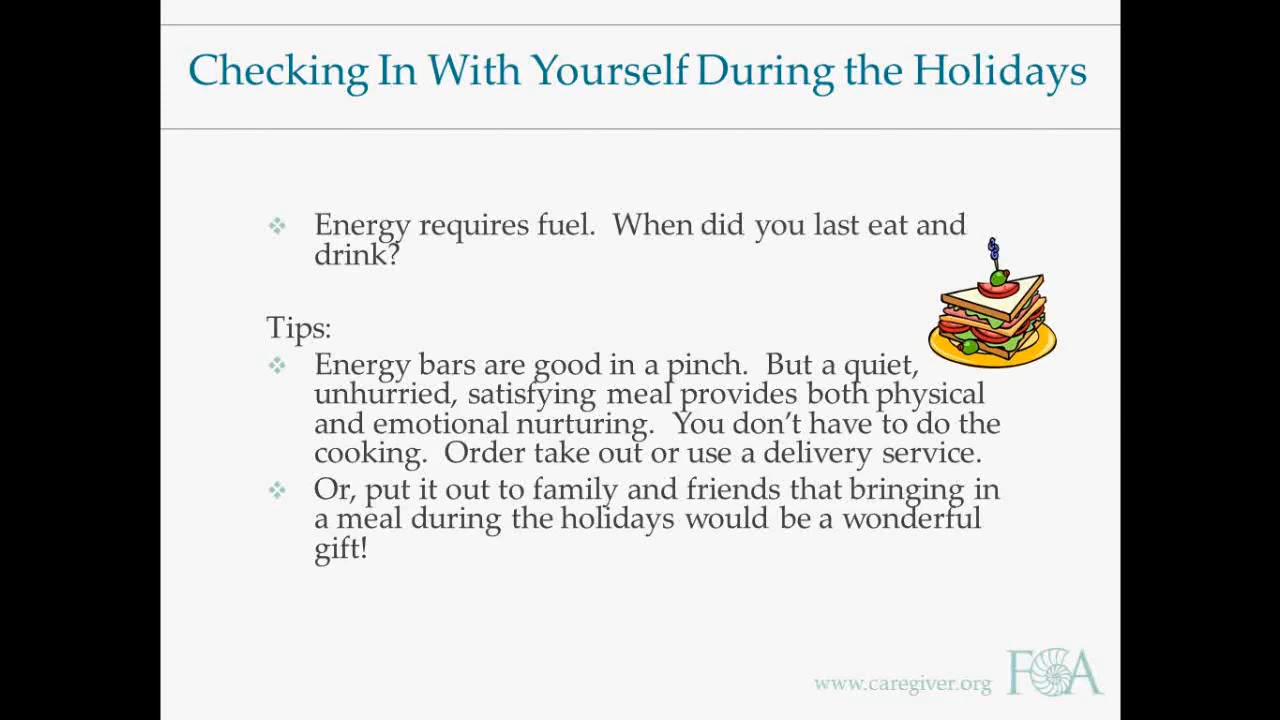 Checking In With Yourself During the Holidays
Energy requires fuel.  When did you last eat and
drink?
Tips:
Energy bars are good in a pinch.  But a quiet,
unhurried, satisfying meal provides both physical
and emotional nurturing.  You don't have to do the
cooking.  Order take out or use a delivery service.
Or, put it out to family and friends that bringing in
a meal during the holidays would be a wonderful
gift!
www.caregiver.org FCA